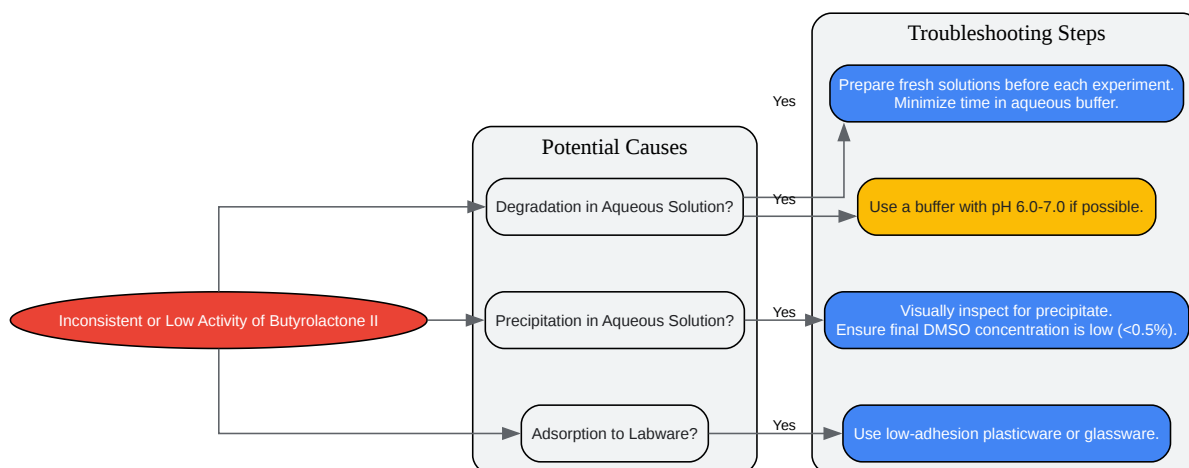 Troubleshooting Steps
Prepare fresh solutions before each experiment.
Minimize time in aqueous buffer.
Yes
Potential Causes
Degradation in Aqueous Solution?
Yes
Use a buffer with pH 6.0-7.0 if possible.
Inconsistent or Low Activity of Butyrolactone II
Precipitation in Aqueous Solution?
Yes
Visually inspect for precipitate.
Ensure final DMSO concentration is low (<0.5%).
Adsorption to Labware?
Yes
Use low-adhesion plasticware or glassware.